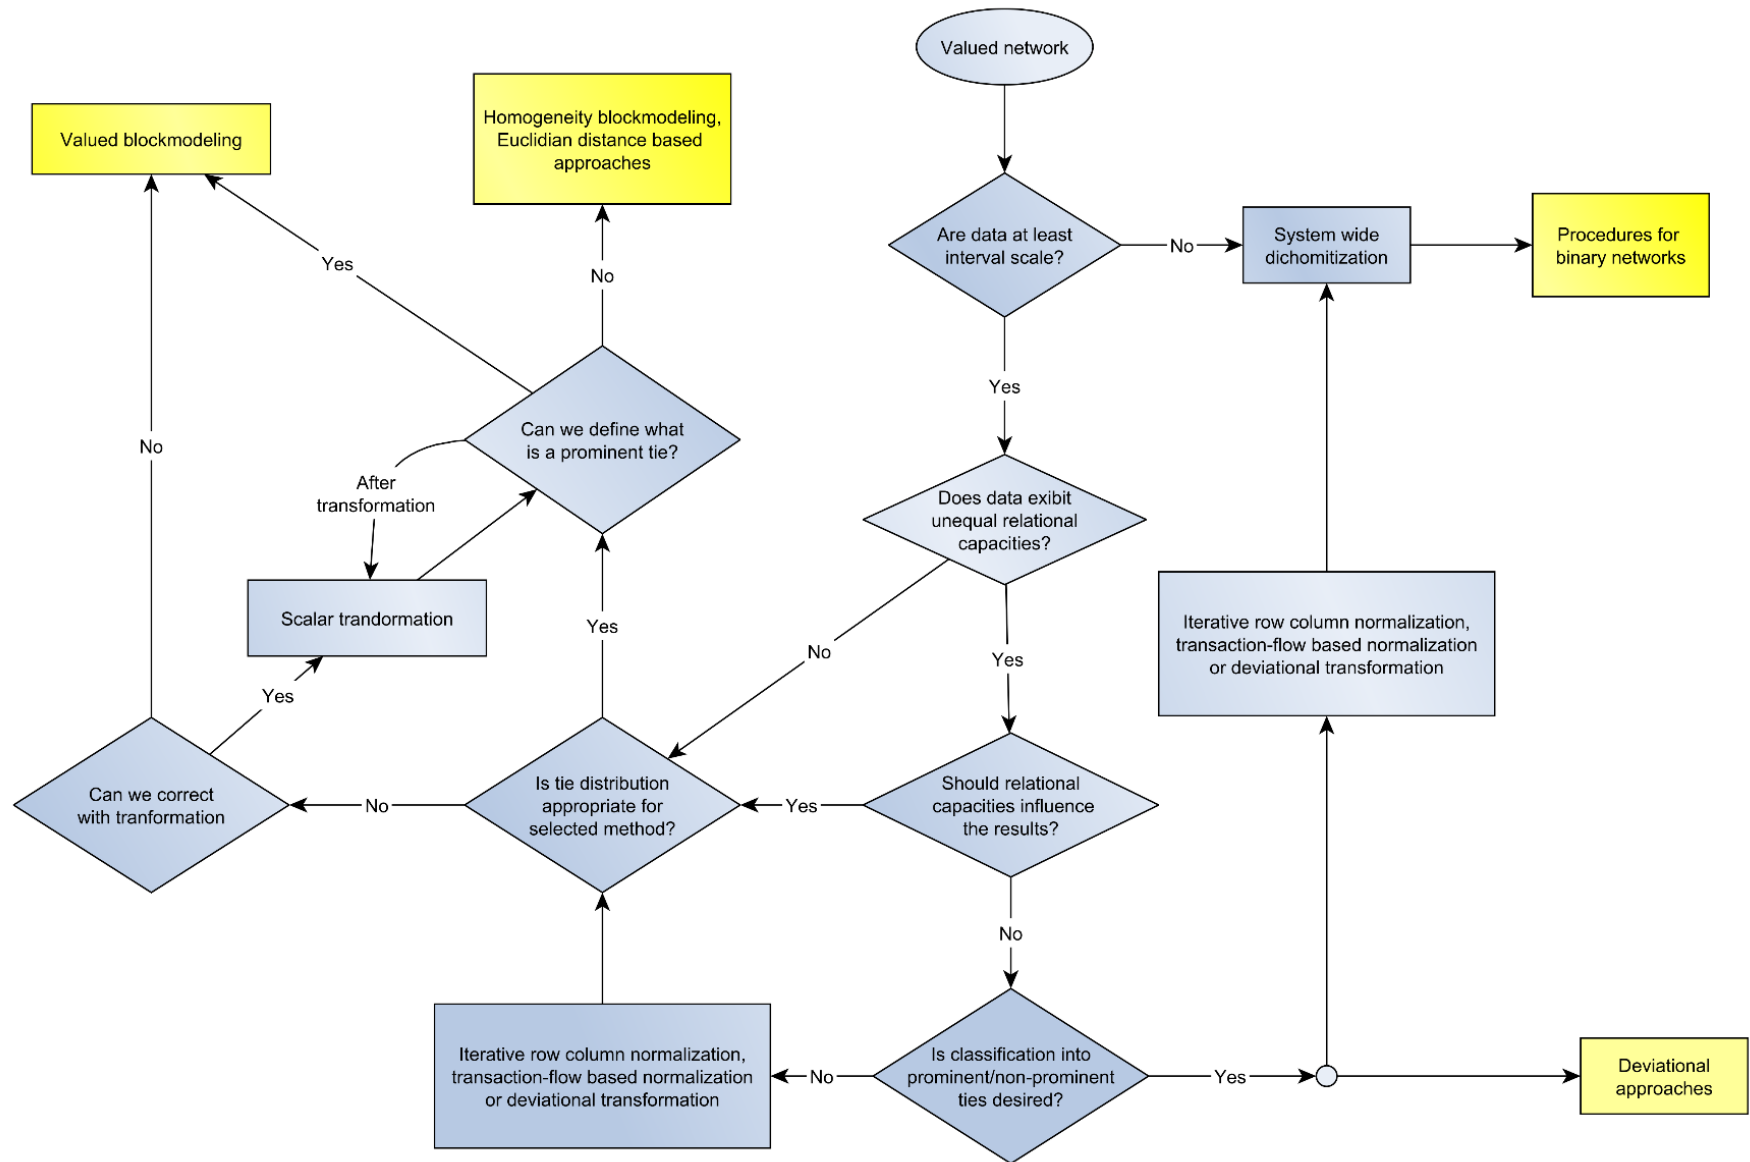 Valued network
Valued blockmodeling
Homogeneity blockmodeling,
Euclidian distance based
approaches
Are data at least
interval scale?
No
System wide
dichomitization
Procedures for
binary networks
Yes
No
Yes
No
Can we define what
is a prominent tie?
After
transformation
Does data exibit
unequal relational
capacities?
Scalar trandormation
Yes
No
Yes
Iterative row column normalization,
transaction-flow based normalization
or deviational transformation
Yes
Can we correct
with tranformation
No
Is tie distribution
appropriate for
selected method?
Yes
Should relational
capacities influence
the results?
No
Iterative row column normalization,
transaction-flow based normalization
or deviational transformation
No
Is classification into
prominent/non-prominent
ties desired?
Yes
Deviational
approaches